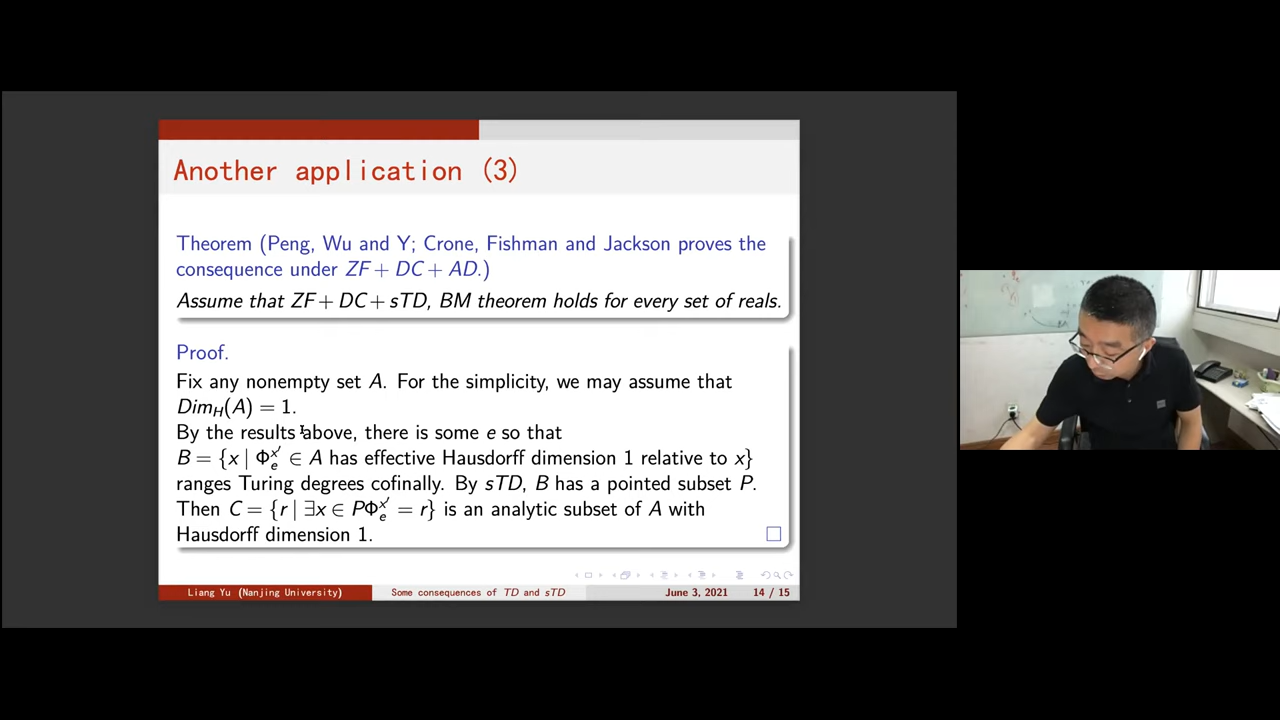 Another application (3)
Theorem (Peng, Wu and Y; Crone, Fishman and Jackson proves the
consequence under ZF + DC + AD.)
Assume that ZF + DC + sTD, BM theorem holds for every set of reals.
Proof.
Fix any nonempty set A. For the simplicity, we may assume that
Dim_H(A) = 1.
By the results above, there is some e so that
B = {x | Φ_e^{x′} ∈ A has effective Hausdorff dimension 1 relative to x}
ranges Turing degrees cofinally. By sTD, B has a pointed subset P.
Then C = {r | ∃x ∈ PΦ_e^{x′} = r} is an analytic subset of A with
Hausdorff dimension 1.
Liang Yu (Nanjing University)
Some consequences of TD and sTD
June 3, 2021
14 / 15